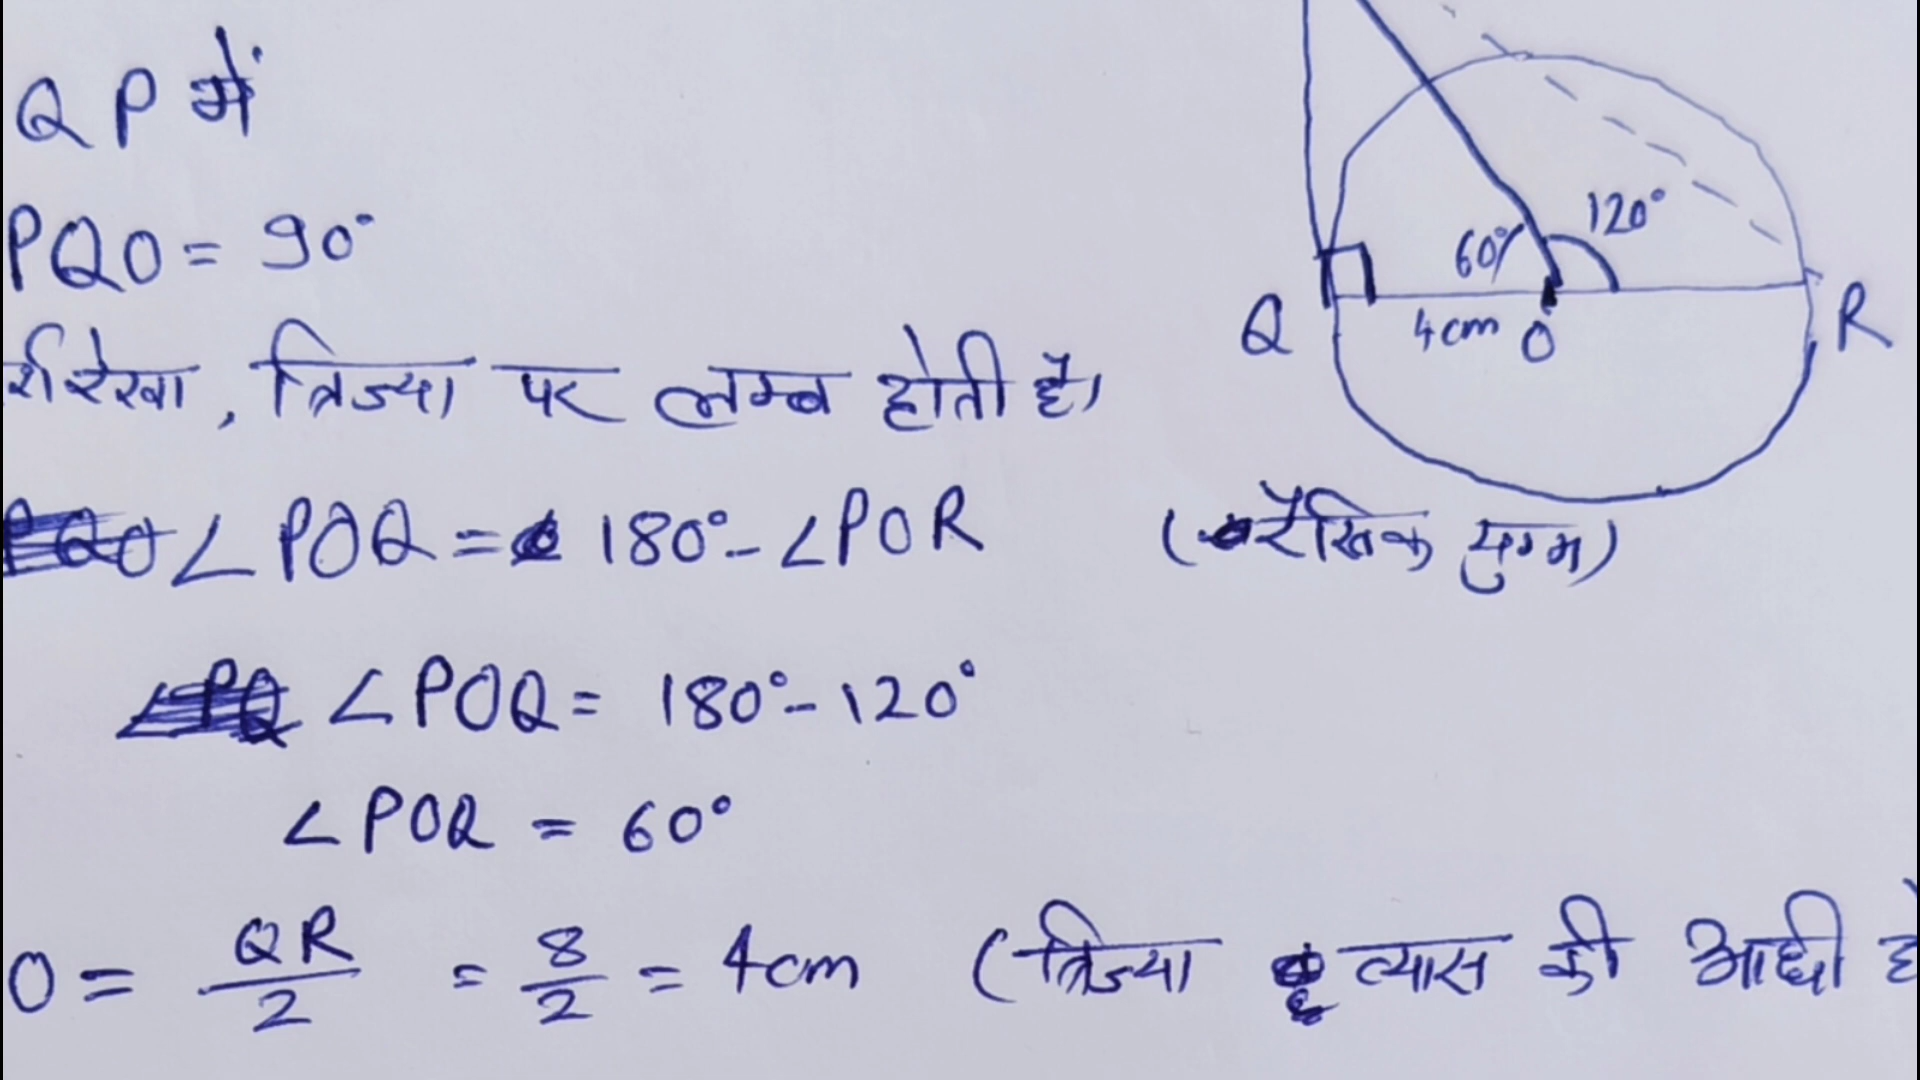 QP में
PQO = 90°
र्शरेखा, त्रिज्या पर लम्ब होती है।
∠POQ = 180° - ∠POR (रैखिक युग्म)
∠POQ = 180° - 120°
∠POQ = 60°
O = QR/2 = 8/2 = 4cm (त्रिज्या व्यास की आधी है
60°
120°
Q
4cm
O
R